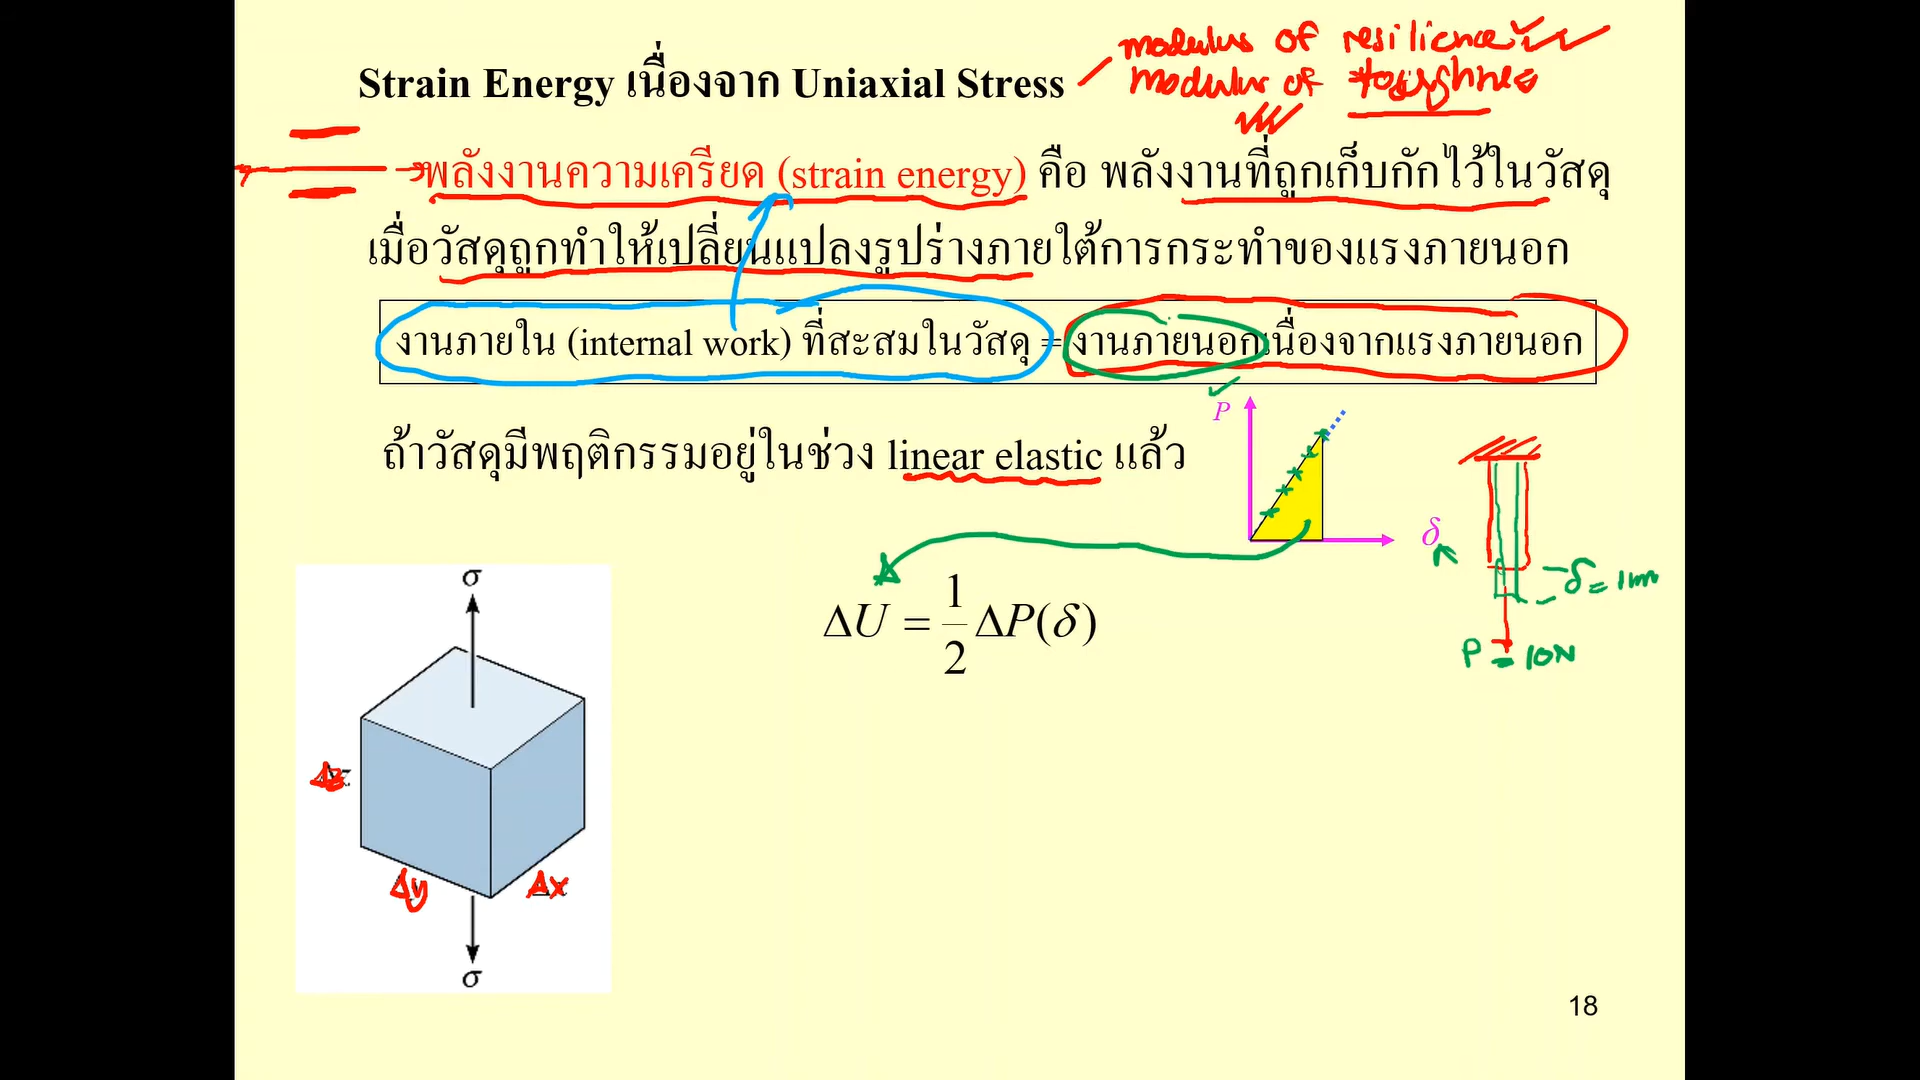 modulus of resilience
Strain Energy เนื่องจาก Uniaxial Stress
modulus of toughness
พลังงานความเครียด (strain energy) คือ พลังงานที่ถูกเก็บกักไว้ในวัสดุ
เมื่อวัสดุถูกทำให้เปลี่ยนแปลงรูปร่างภายใต้การกระทำของแรงภายนอก
งานภายใน (internal work) ที่สะสมในวัสดุ = งานภายนอกเนื่องจากแรงภายนอก
P
ถ้าวัสดุมีพฤติกรรมอยู่ในช่วง linear elastic แล้ว
δ
δ = 1 mm
P = 10N
ΔU = 1/2 ΔP(δ)
σ
Δz
Δy
Δx
σ
18